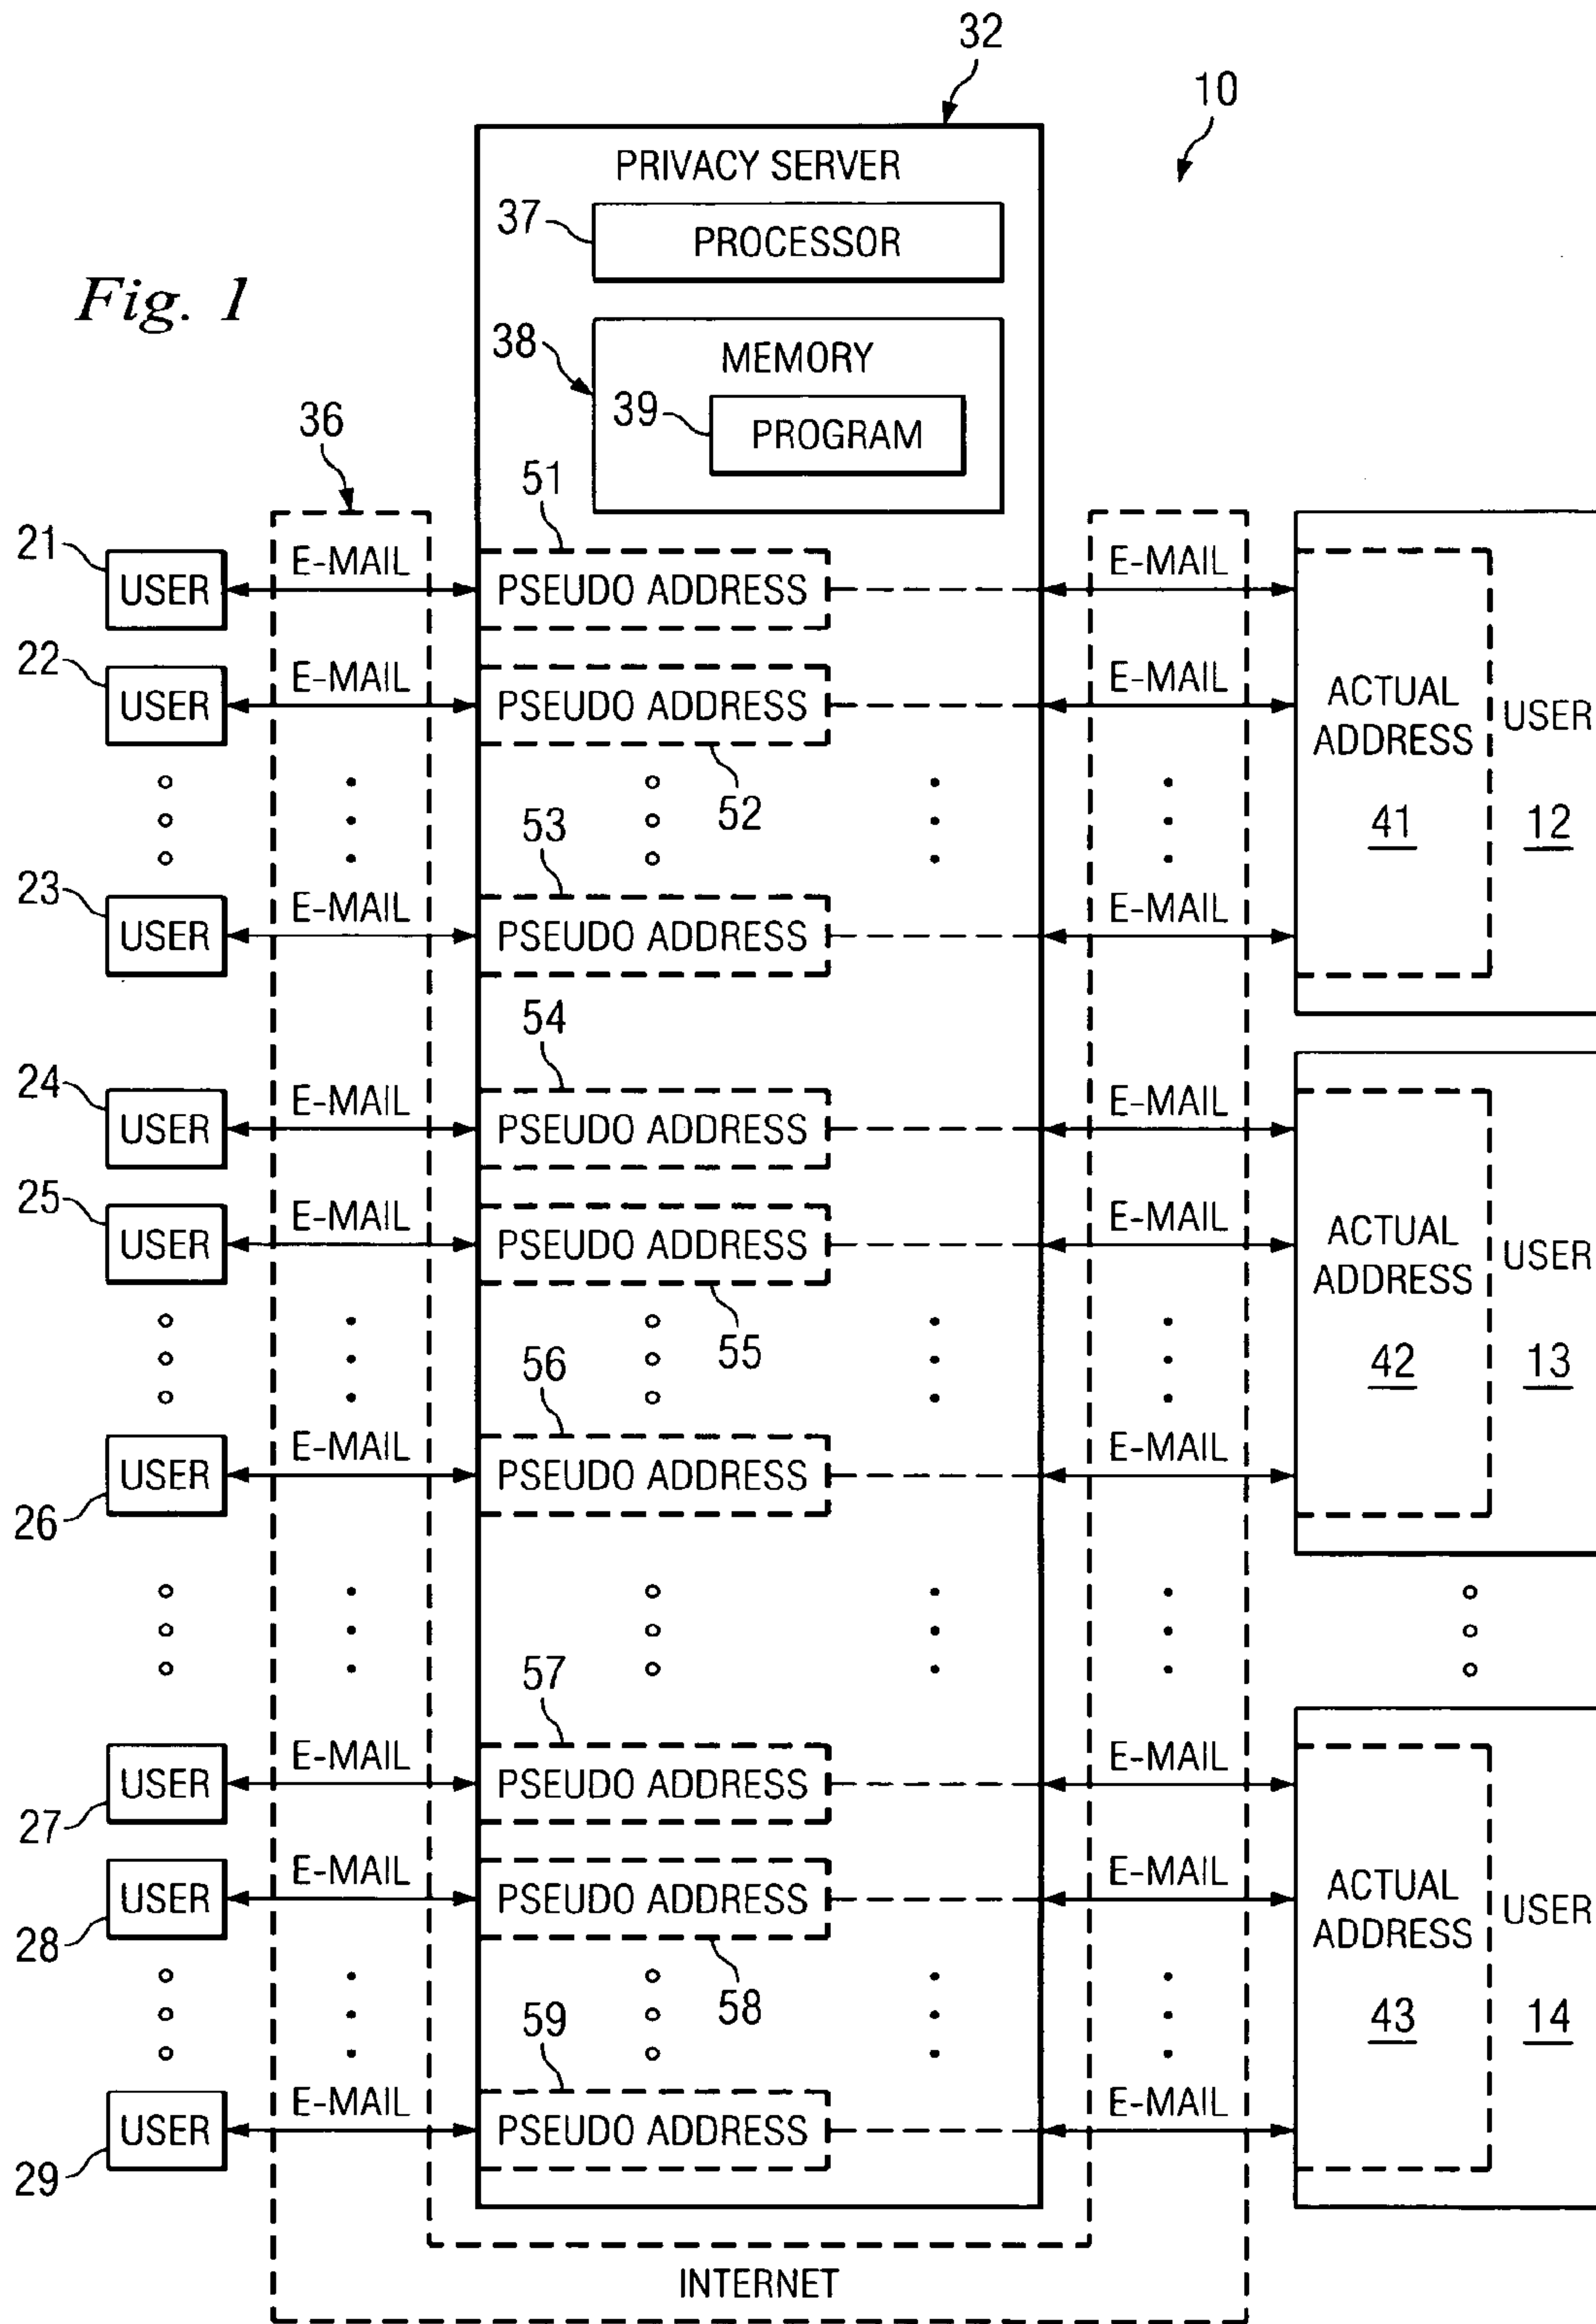 32
10
PRIVACY SERVER
37
PROCESSOR
Fig. 1
38
MEMORY
39
PROGRAM
36
51
21
USER
E-MAIL
PSEUDO ADDRESS
E-MAIL
22
USER
E-MAIL
PSEUDO ADDRESS
E-MAIL
ACTUAL
ADDRESS
USER
52
53
41
12
23
USER
E-MAIL
PSEUDO ADDRESS
E-MAIL
54
24
USER
E-MAIL
PSEUDO ADDRESS
E-MAIL
25
USER
E-MAIL
PSEUDO ADDRESS
E-MAIL
ACTUAL
ADDRESS
USER
55
56
42
13
USER
E-MAIL
PSEUDO ADDRESS
E-MAIL
26
57
USER
E-MAIL
PSEUDO ADDRESS
E-MAIL
27
USER
E-MAIL
PSEUDO ADDRESS
E-MAIL
ACTUAL
ADDRESS
USER
28
58
59
43
14
USER
E-MAIL
PSEUDO ADDRESS
E-MAIL
29
INTERNET